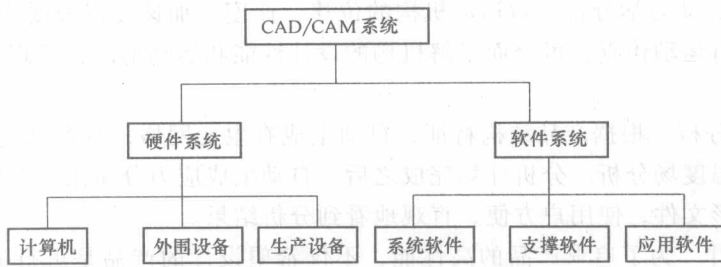 CAD/CAM系统
硬件系统
软件系统
计算机
外围设备
生产设备
系统软件
支撑软件
应用软件